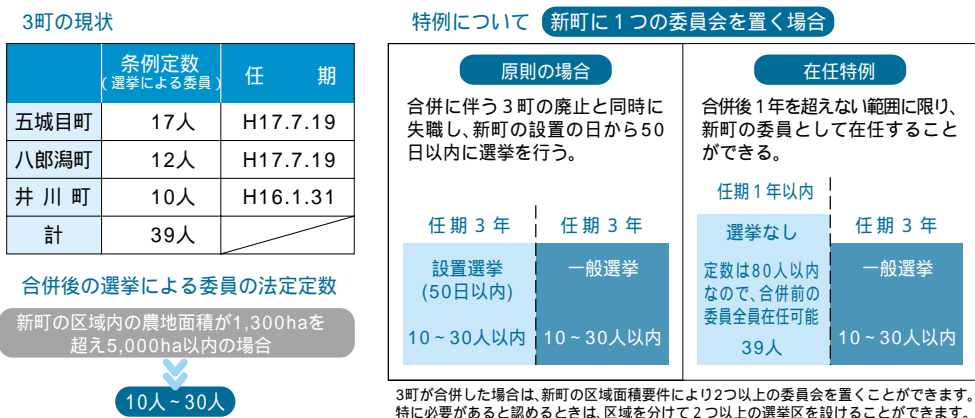 3町の現状
条例定数 任　期
(選挙による委員)
五城目町 17人 H17.7.19
八郎潟町 12人 H17.7.19
井川町 10人 H16.1.31
計 39人
合併後の選挙による委員の法定定数
新町の区域内の農地面積が1,300haを
超え5,000ha以内の場合
10人~30人
特例について 新町に1つの委員会を置く場合
原則の場合
合併に伴う3町の廃止と同時に
失職し、新町の設置の日から50
日以内に選挙を行う。
任期3年 任期3年
設置選挙 一般選挙
(50日以内)
10~30人以内 10~30人以内
在任特例
合併後1年を超えない範囲に限り、
新町の委員として在任すること
ができる。
任期1年以内
任期3年
選挙なし
一般選挙
定数は80人以内
なので、合併前の
委員全員在任可能
39人
10~30人以内
3町が合併した場合は、新町の区域面積要件により2つ以上の委員会を置くことができます。
特に必要があると認めるときは、区域を分けて2つ以上の選挙区を設けることができます。